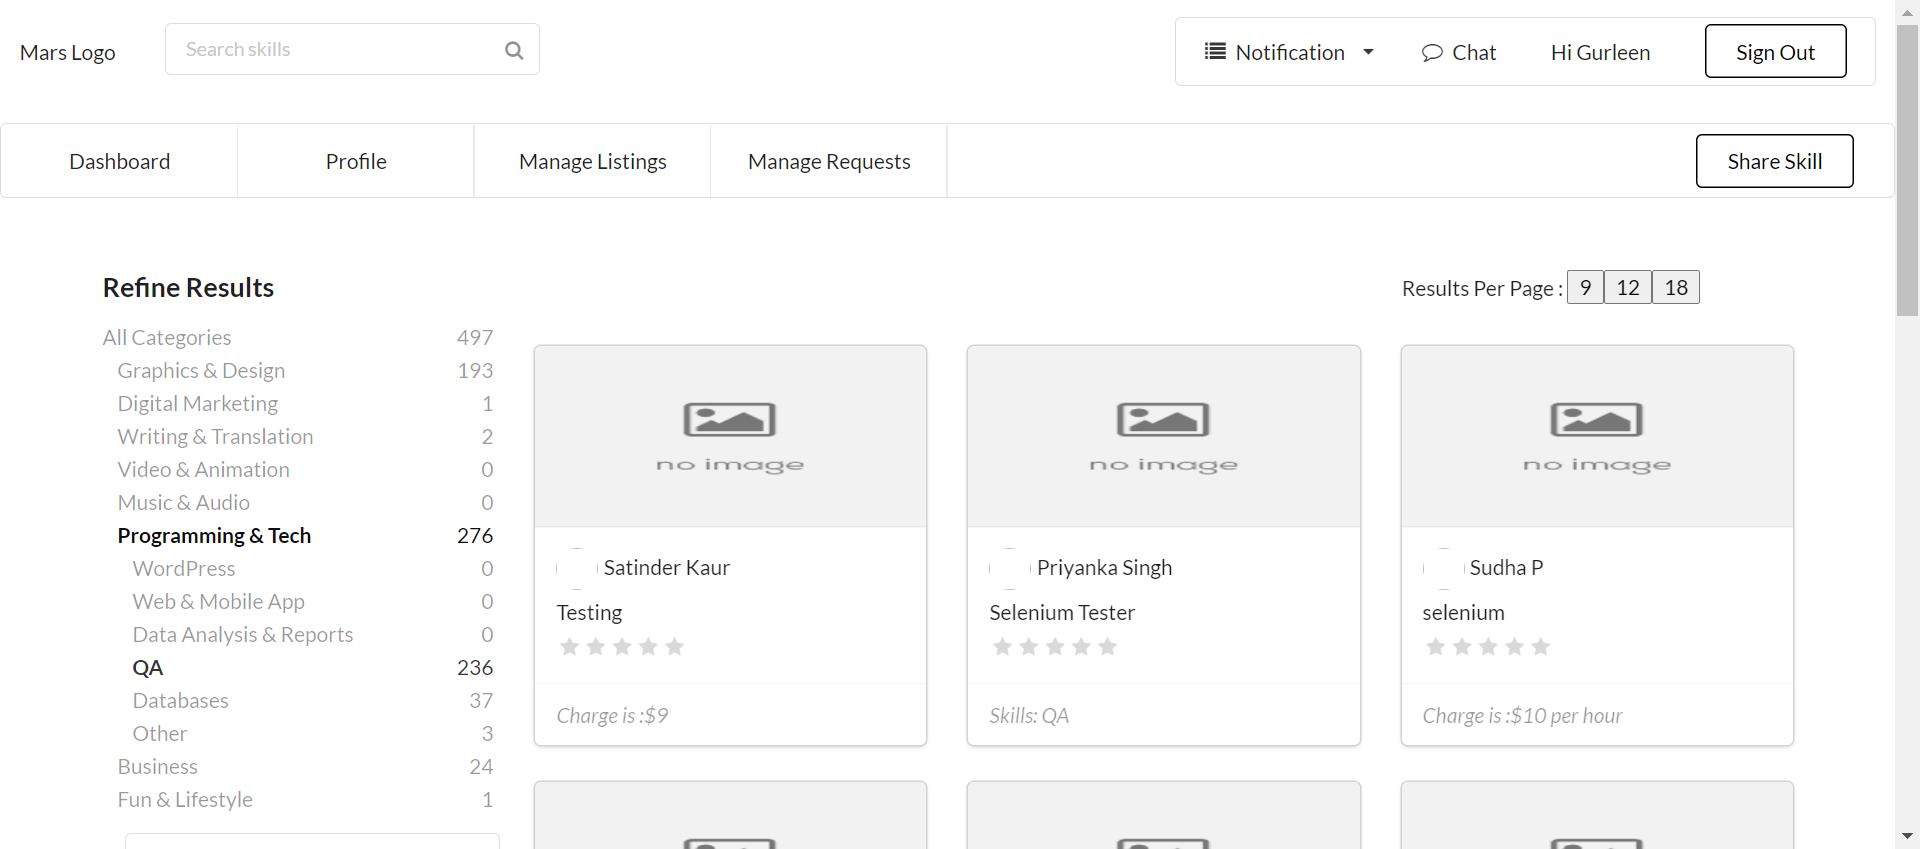 Mars Logo
Search skills
Notification
Chat
Hi Gurleen
Sign Out
Dashboard
Profile
Manage Listings
Manage Requests
Share Skill
Refine Results
All Categories 497
Graphics & Design 193
Digital Marketing 1
Writing & Translation 2
Video & Animation 0
Music & Audio 0
Programming & Tech 276
WordPress 0
Web & Mobile App 0
Data Analysis & Reports 0
QA 236
Databases 37
Other 3
Business 24
Fun & Lifestyle 1
Results Per Page : 9 12 18
no image
Satinder Kaur
Testing
Charge is :$9
no image
Priyanka Singh
Selenium Tester
Skills: QA
no image
Sudha P
selenium
Charge is :$10 per hour